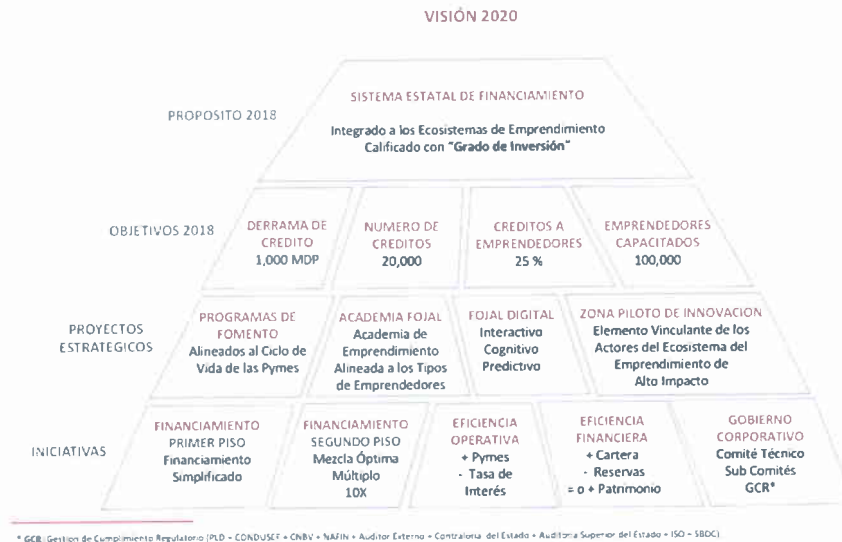 VISIÓN 2020
PROPOSITO 2018
SISTEMA ESTATAL DE FINANCIAMIENTO
Integrado a los Ecosistemas de Emprendimiento
Calificado con "Grado de Inversión"
OBJETIVOS 2018
DERRAMA DE
CREDITO
1,000 MDP
NUMERO DE
CREDITOS
20,000
CREDITOS A
EMPRENDEDORES
25 %
EMPRENDEDORES
CAPACITADOS
100,000
PROYECTOS
ESTRATEGICOS
PROGRAMAS DE
FOMENTO
Alineados al Ciclo de
Vida de las Pymes
ACADEMIA FOJAL
Academia de
Emprendimiento
Alineada a los Tipos
de Emprendedores
FOJAL DIGITAL
Interactivo
Cognitivo
Predictivo
ZONA PILOTO DE INNOVACION
Elemento Vinculante de los
Actores del Ecosistema del
Emprendimiento de
Alto Impacto
INICIATIVAS
FINANCIAMIENTO
PRIMER PISO
Financiamiento
Simplificado
FINANCIAMIENTO
SEGUNDO PISO
Mezcla Óptima
Múltiplo
10X
EFICIENCIA
OPERATIVA
+ Pymes
- Tasa de
Interés
EFICIENCIA
FINANCIERA
+ Cartera
- Reservas
= o + Patrimonio
GOBIERNO
CORPORATIVO
Comité Técnico
Sub Comités
GCR*
* GCR: Gestion de Cumplimiento Regulatorio (PLD + CONDUSEF + CNBV + NAFIN + Auditor Externo + Contraloria del Estado + Auditoria Superior del Estado + ISO + SBDC)